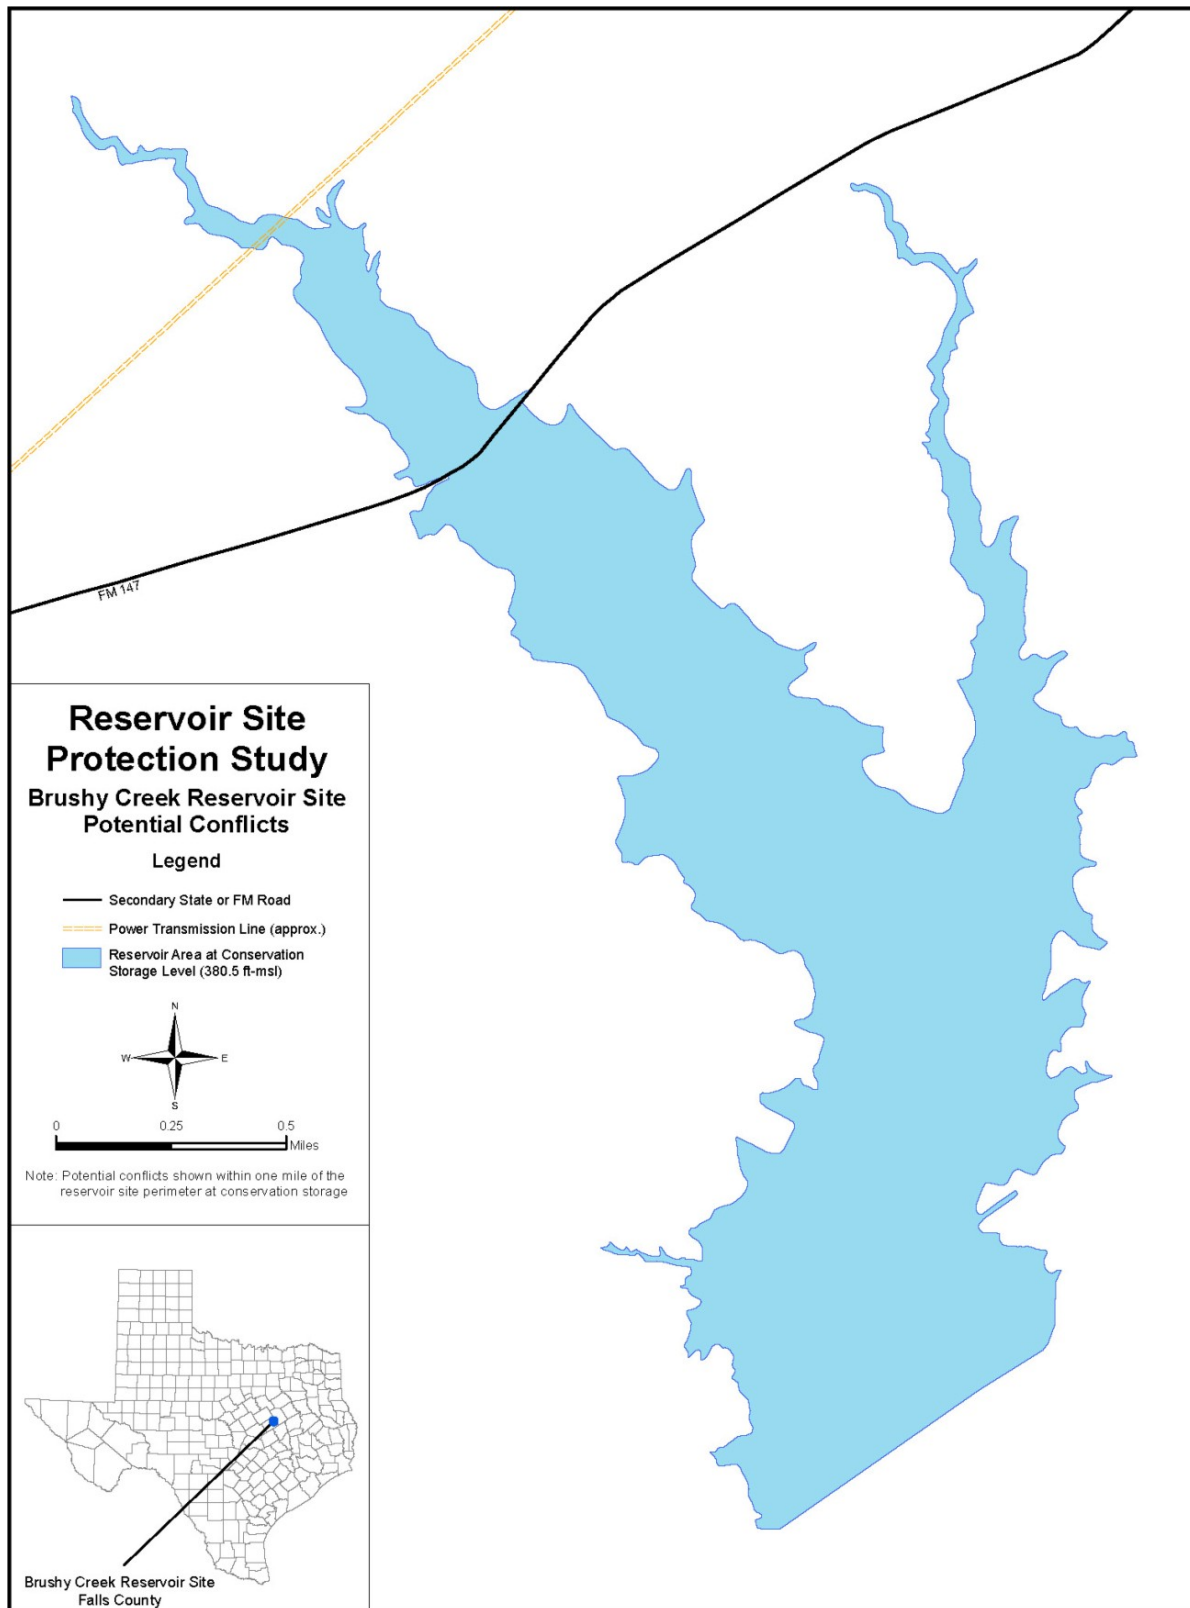 FM 147
Reservoir Site
Protection Study
Brushy Creek Reservoir Site
Potential Conflicts
Legend
Secondary State or FM Road
Power Transmission Line (approx.)
Reservoir Area at Conservation
Storage Level (380.5 ft-msl)
N
W E
S
0 0.25 0.5
Miles
Note: Potential conflicts shown within one mile of the
reservoir site perimeter at conservation storage
Brushy Creek Reservoir Site
Falls County